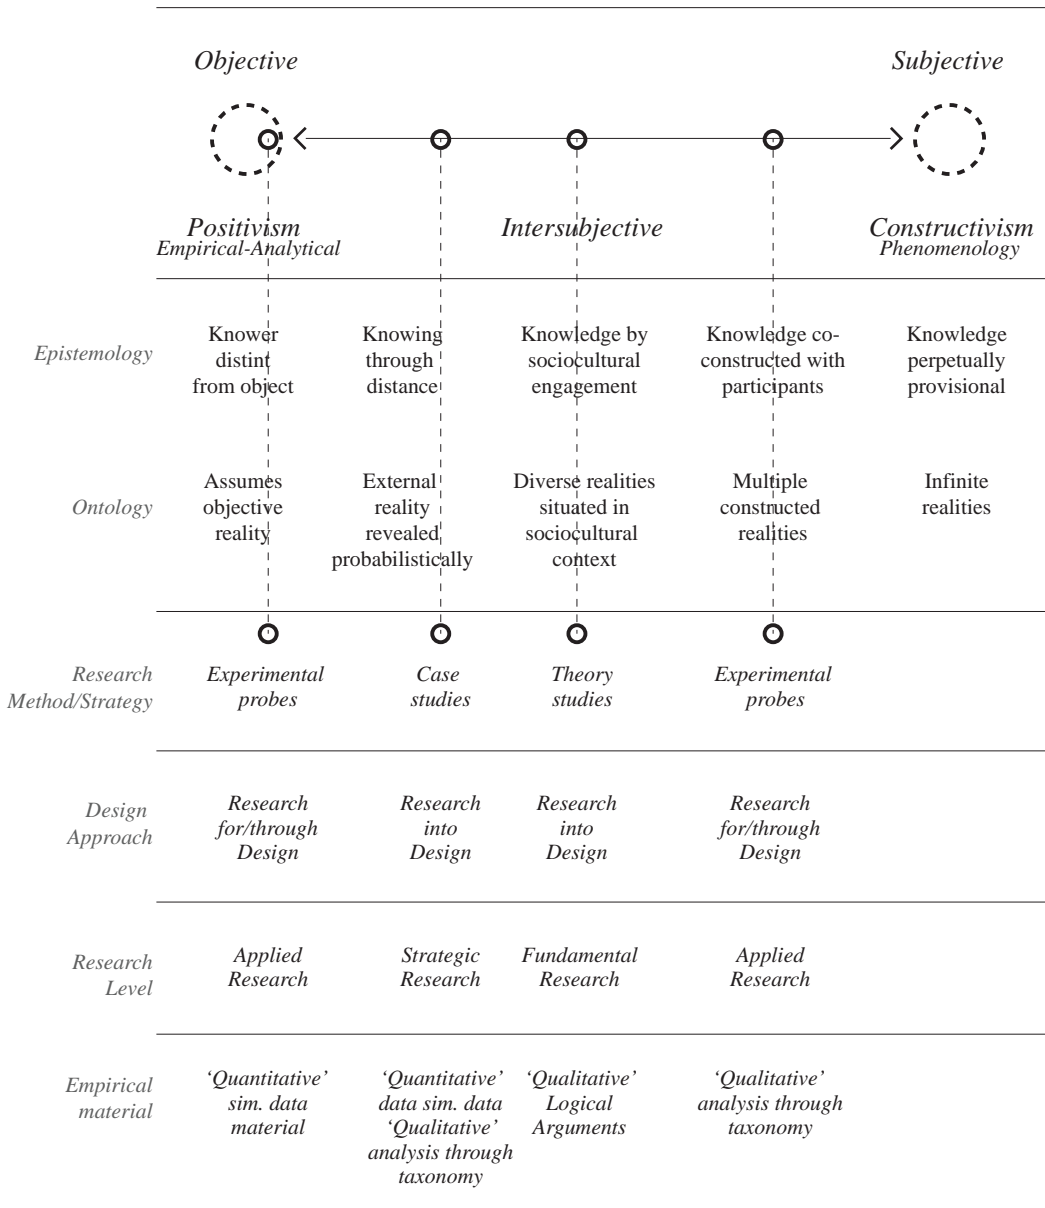 Objective
Subjective
Positivism
Empirical-Analytical
Intersubjective
Constructivism
Phenomenology
Epistemology
Knower
distint
from object
Knowing
through
distance
Knowledge by
sociocultural
engagement
Knowledge co-
constructed with
participants
Knowledge
perpetually
provisional
Ontology
Assumes
objective
reality
External
reality
revealed
probabilistically
Diverse realities
situated in
sociocultural
context
Multiple
constructed
realities
Infinite
realities
Research
Method/Strategy
Experimental
probes
Case
studies
Theory
studies
Experimental
probes
Design
Approach
Research
for/through
Design
Research
into
Design
Research
into
Design
Research
for/through
Design
Research
Level
Applied
Research
Strategic
Research
Fundamental
Research
Applied
Research
Empirical
material
‘Quantitative’
sim. data
material
‘Quantitative’
data sim. data
‘Qualitative’
analysis through
taxonomy
‘Qualitative’
Logical
Arguments
‘Qualitative’
analysis through
taxonomy